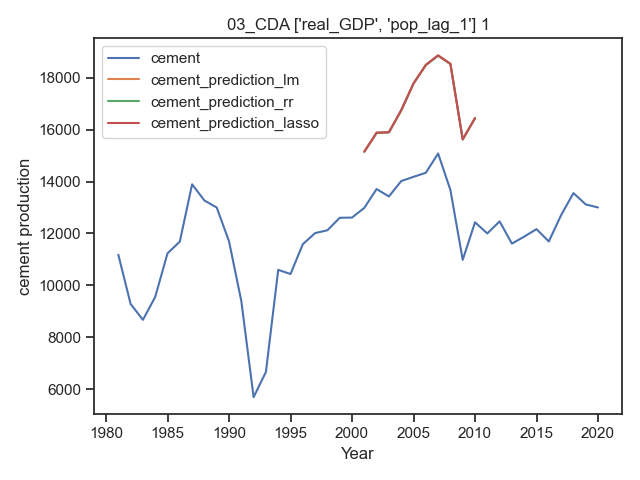 03_CDA ['real_GDP', 'pop_lag_1'] 1
cement
cement_prediction_lm
cement_prediction_rr
cement_prediction_lasso
18000
16000
14000
12000
10000
8000
6000
cement production
1980
1985
1990
1995
2000
2005
2010
2015
2020
Year